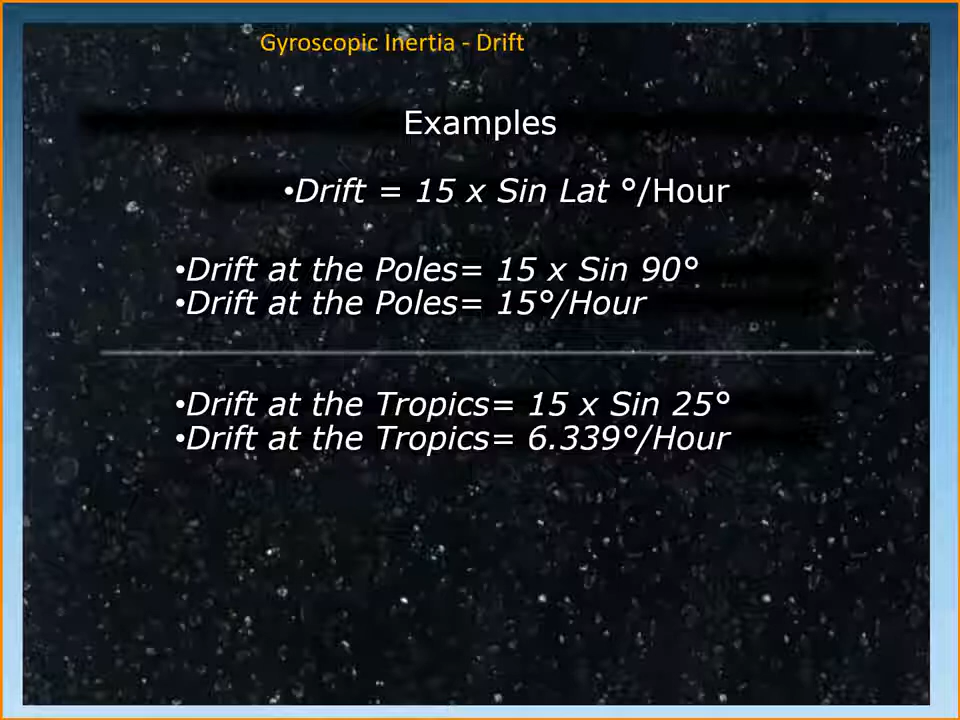 Gyroscopic Inertia - Drift
Examples
•Drift = 15 x Sin Lat °/Hour
•Drift at the Poles= 15 x Sin 90°
•Drift at the Poles= 15°/Hour
•Drift at the Tropics= 15 x Sin 25°
•Drift at the Tropics= 6.339°/Hour